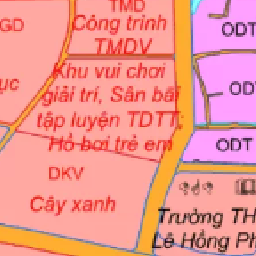 TMD
GD
Công trình
TMDV
ODT
Khu vui chơi
giải trí, Sân bãi
tập luyện TDTT;
Hồ bơi trẻ em
ODT
ục
ODT
DKV
Cây xanh
Trường TH
Lê Hồng Ph